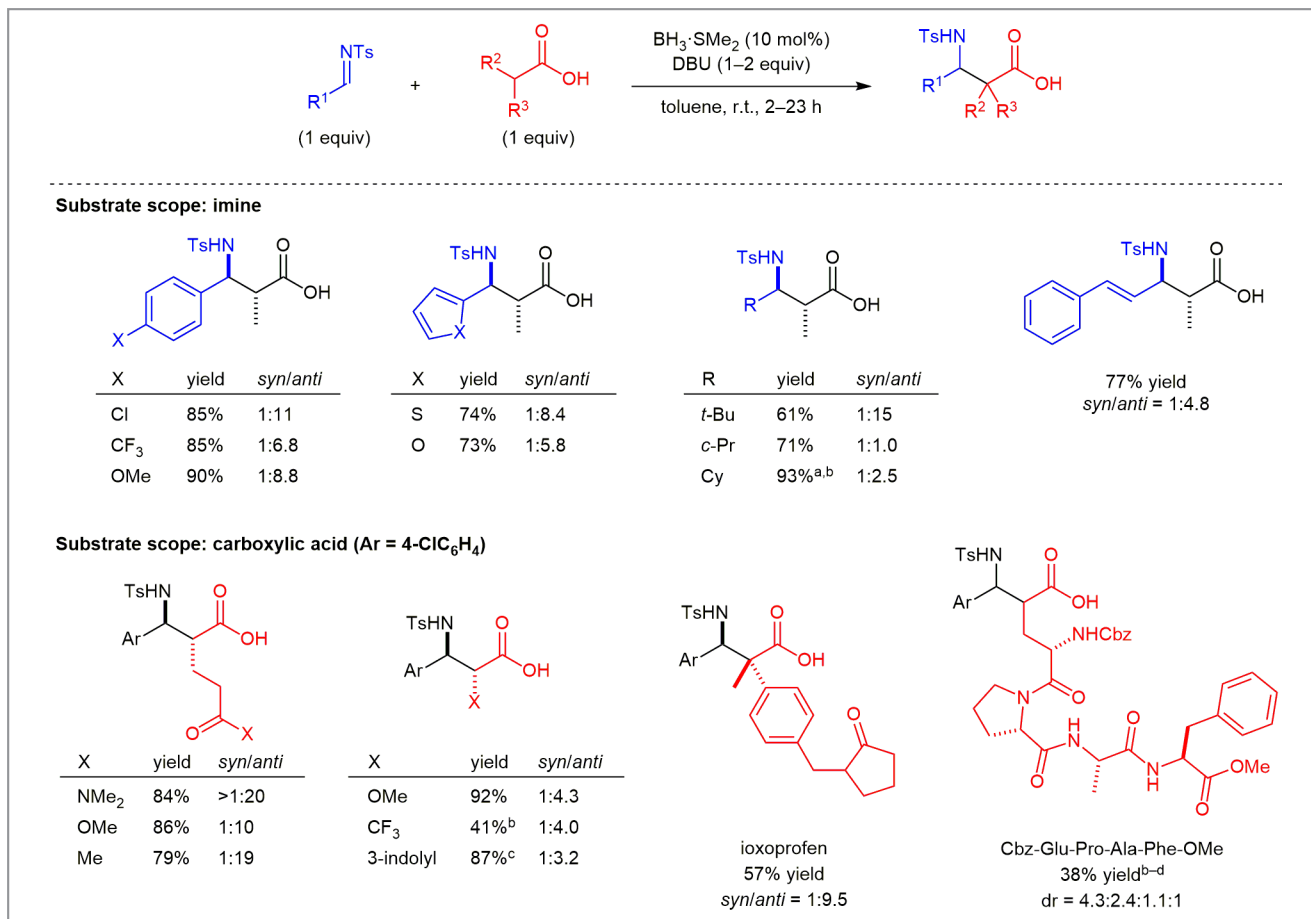 NTs
R1
(1 equiv)
+
O
R2
OH
R3
(1 equiv)
BH3·SMe2 (10 mol%)
DBU (1–2 equiv)
toluene, r.t., 2–23 h
TsHN
O
R1
OH
R2 R3
Substrate scope: imine
TsHN O
OH
X
X yield syn/anti
Cl 85% 1:11
CF3 85% 1:6.8
OMe 90% 1:8.8
TsHN O
OH
X
X yield syn/anti
S 74% 1:8.4
O 73% 1:5.8
TsHN O
R OH
R yield syn/anti
t-Bu 61% 1:15
c-Pr 71% 1:1.0
Cy 93%a,b 1:2.5
TsHN O
OH
77% yield
syn/anti = 1:4.8
Substrate scope: carboxylic acid (Ar = 4-ClC6H4)
TsHN O
Ar OH
O X
X yield syn/anti
NMe2 84% >1:20
OMe 86% 1:10
Me 79% 1:19
TsHN O
Ar OH
X
X yield syn/anti
OMe 92% 1:4.3
CF3 41%b 1:4.0
3-indolyl 87%c 1:3.2
TsHN O
Ar OH
O
ioxoprofen
57% yield
syn/anti = 1:9.5
TsHN O
Ar OH
NHCbz
N O
H O
N
O N
H OMe
O
Cbz-Glu-Pro-Ala-Phe-OMe
38% yieldb–d
dr = 4.3:2.4:1.1:1